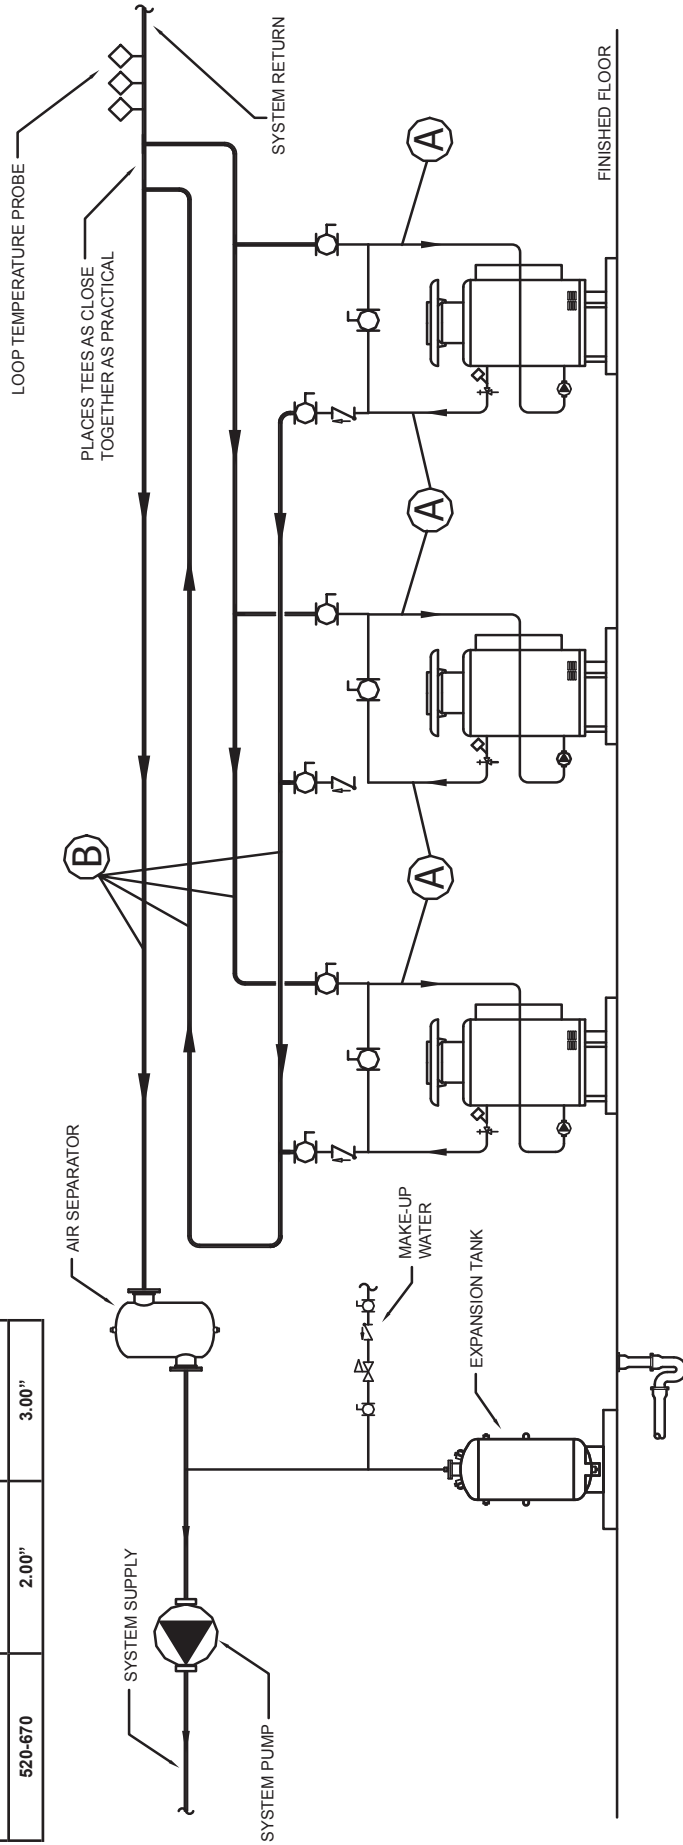 520-670
2.00"
3.00"
SYSTEM SUPPLY
AIR SEPARATOR
LOOP TEMPERATURE PROBE
PLACES TEES AS CLOSE
TOGETHER AS PRACTICAL
SYSTEM RETURN
B
A
A
A
SYSTEM PUMP
MAKE-UP
WATER
EXPANSION TANK
FINISHED FLOOR